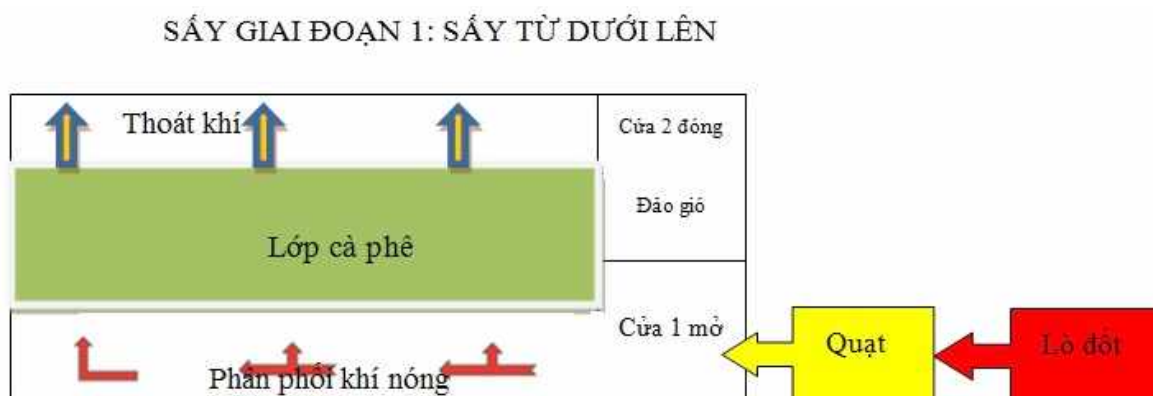 SẤY GIAI ĐOẠN 1: SẤY TỪ DƯỚI LÊN
Thoát khí
Cửa 2 đóng
Đảo gió
Lớp cà phê
Cửa 1 mở
Quạt
Lò đốt
Phân phối khí nóng